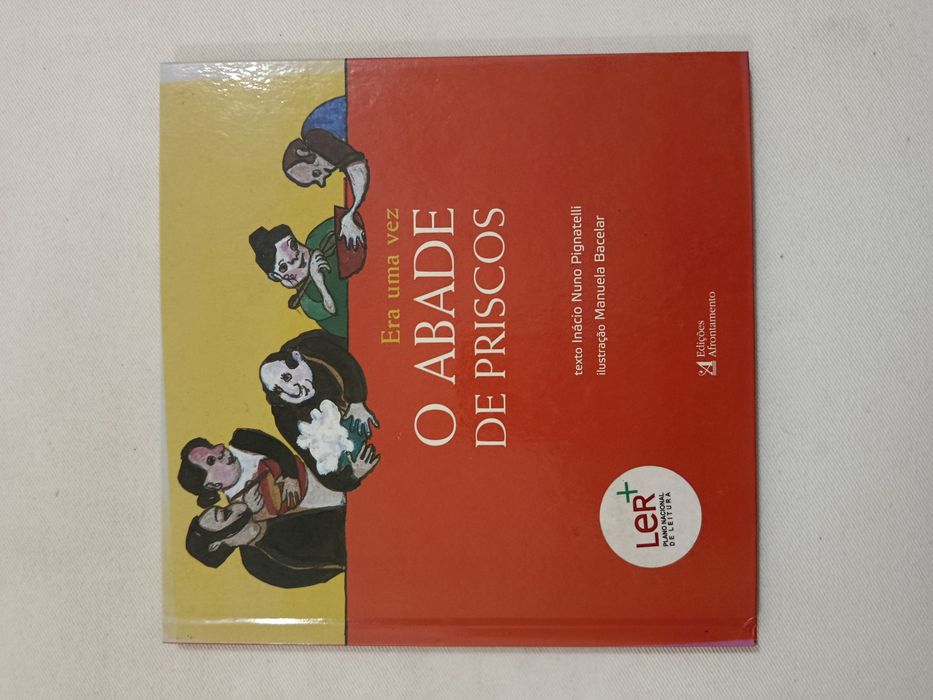 Era uma vez
O ABADE
DE PRISCOS
texto Inácio Nuno Pignatelli
ilustração Manuela Bacelar
LeR+
PLANO NACIONAL
DE LEITURA
Edições
Afrontamento